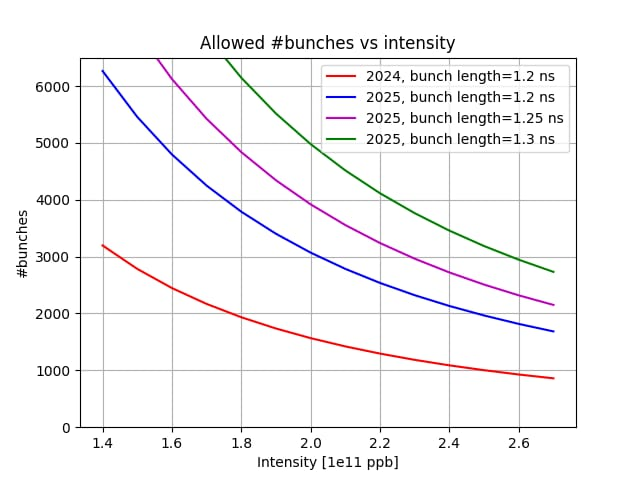 Allowed #bunches vs intensity
2024, bunch length=1.2 ns
2025, bunch length=1.2 ns
2025, bunch length=1.25 ns
2025, bunch length=1.3 ns
#bunches
6000
5000
4000
3000
2000
1000
0
1.4 1.6 1.8 2.0 2.2 2.4 2.6
Intensity [1e11 ppb]